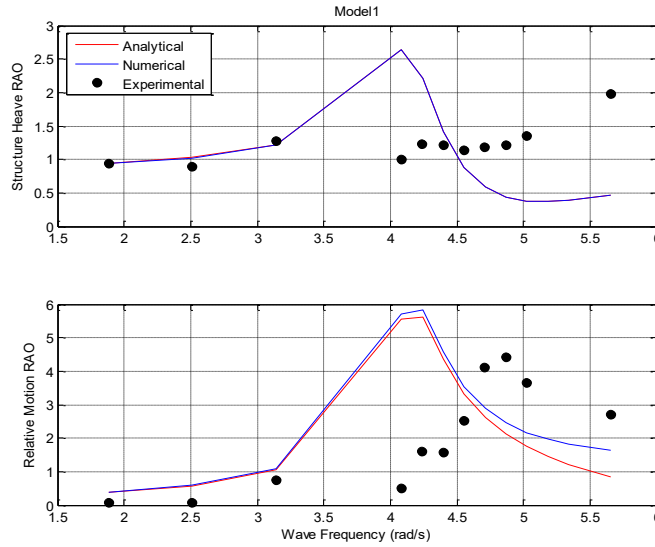 Model1
3
2.5
2
1.5
1
0.5
0
Structure Heave RAO
Analytical
Numerical
Experimental
1.5 2 2.5 3 3.5 4 4.5 5 5.5 6
6
5
4
3
2
1
0
Relative Motion RAO
1.5 2 2.5 3 3.5 4 4.5 5 5.5 6
Wave Frequency (rad/s)